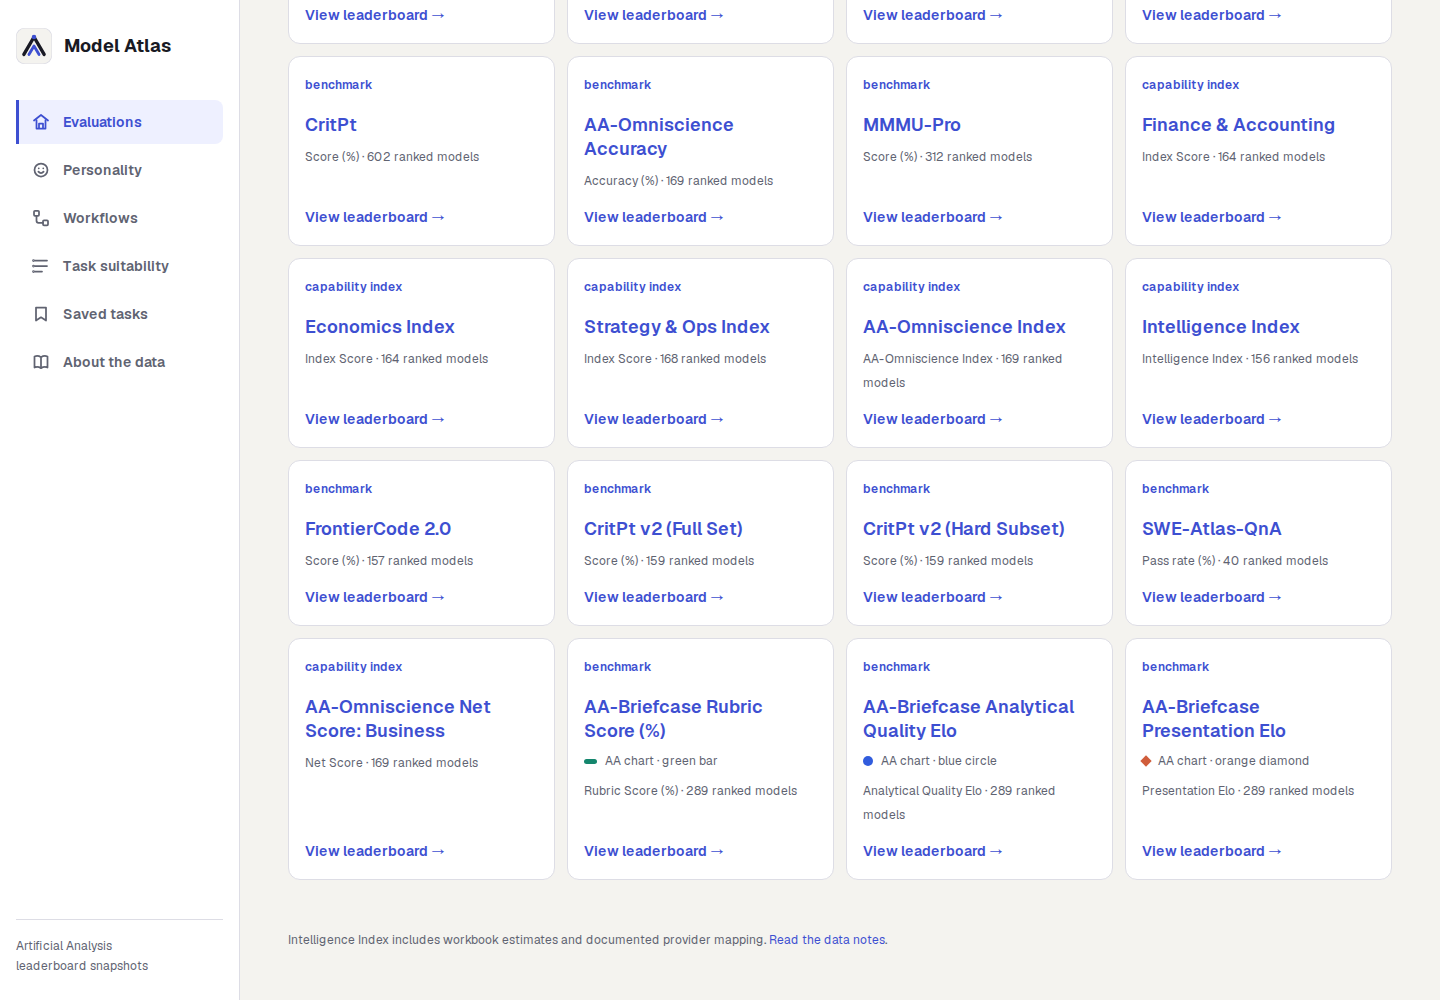 Model Atlas
Evaluations
Personality
Workflows
Task suitability
Saved tasks
About the data
Artificial Analysis
leaderboard snapshots
View leaderboard →
View leaderboard →
View leaderboard →
View leaderboard →
benchmark
CritPt
Score (%) · 602 ranked models
View leaderboard →
benchmark
AA-Omniscience
Accuracy
Accuracy (%) · 169 ranked models
View leaderboard →
benchmark
MMMU-Pro
Score (%) · 312 ranked models
View leaderboard →
capability index
Finance & Accounting
Index Score · 164 ranked models
View leaderboard →
capability index
Economics Index
Index Score · 164 ranked models
View leaderboard →
capability index
Strategy & Ops Index
Index Score · 168 ranked models
View leaderboard →
capability index
AA-Omniscience Index
AA-Omniscience Index · 169 ranked
models
View leaderboard →
capability index
Intelligence Index
Intelligence Index · 156 ranked models
View leaderboard →
benchmark
FrontierCode 2.0
Score (%) · 157 ranked models
View leaderboard →
benchmark
CritPt v2 (Full Set)
Score (%) · 159 ranked models
View leaderboard →
benchmark
CritPt v2 (Hard Subset)
Score (%) · 159 ranked models
View leaderboard →
benchmark
SWE-Atlas-QnA
Pass rate (%) · 40 ranked models
View leaderboard →
capability index
AA-Omniscience Net
Score: Business
Net Score · 169 ranked models
View leaderboard →
benchmark
AA-Briefcase Rubric
Score (%)
AA chart · green bar
Rubric Score (%) · 289 ranked models
View leaderboard →
benchmark
AA-Briefcase Analytical
Quality Elo
AA chart · blue circle
Analytical Quality Elo · 289 ranked
models
View leaderboard →
benchmark
AA-Briefcase
Presentation Elo
AA chart · orange diamond
Presentation Elo · 289 ranked models
View leaderboard →
Intelligence Index includes workbook estimates and documented provider mapping. Read the data notes.